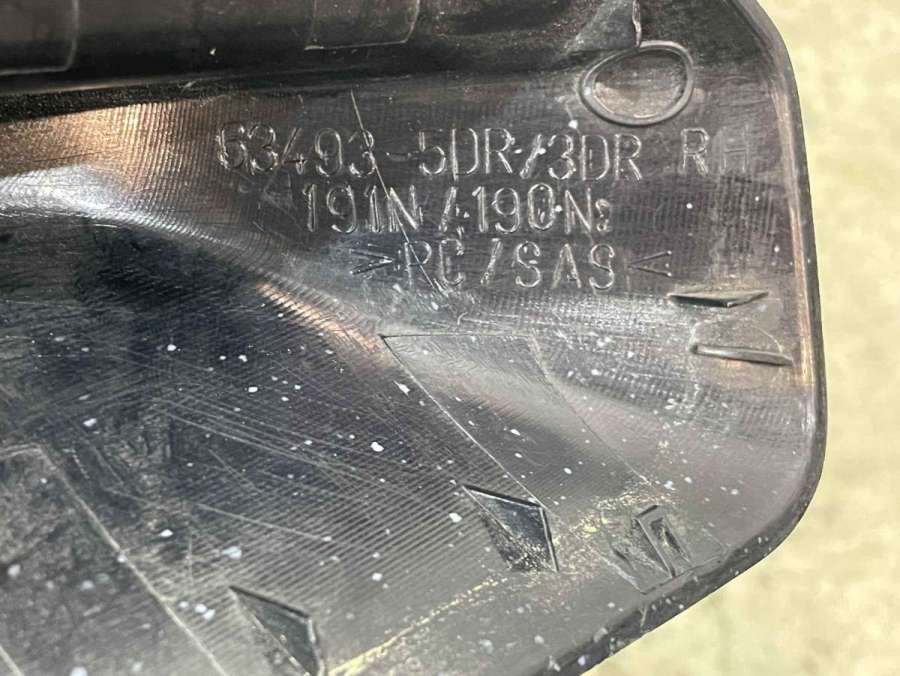 63493-5DR/3DR RH
191N/190N
>PC/SAS<